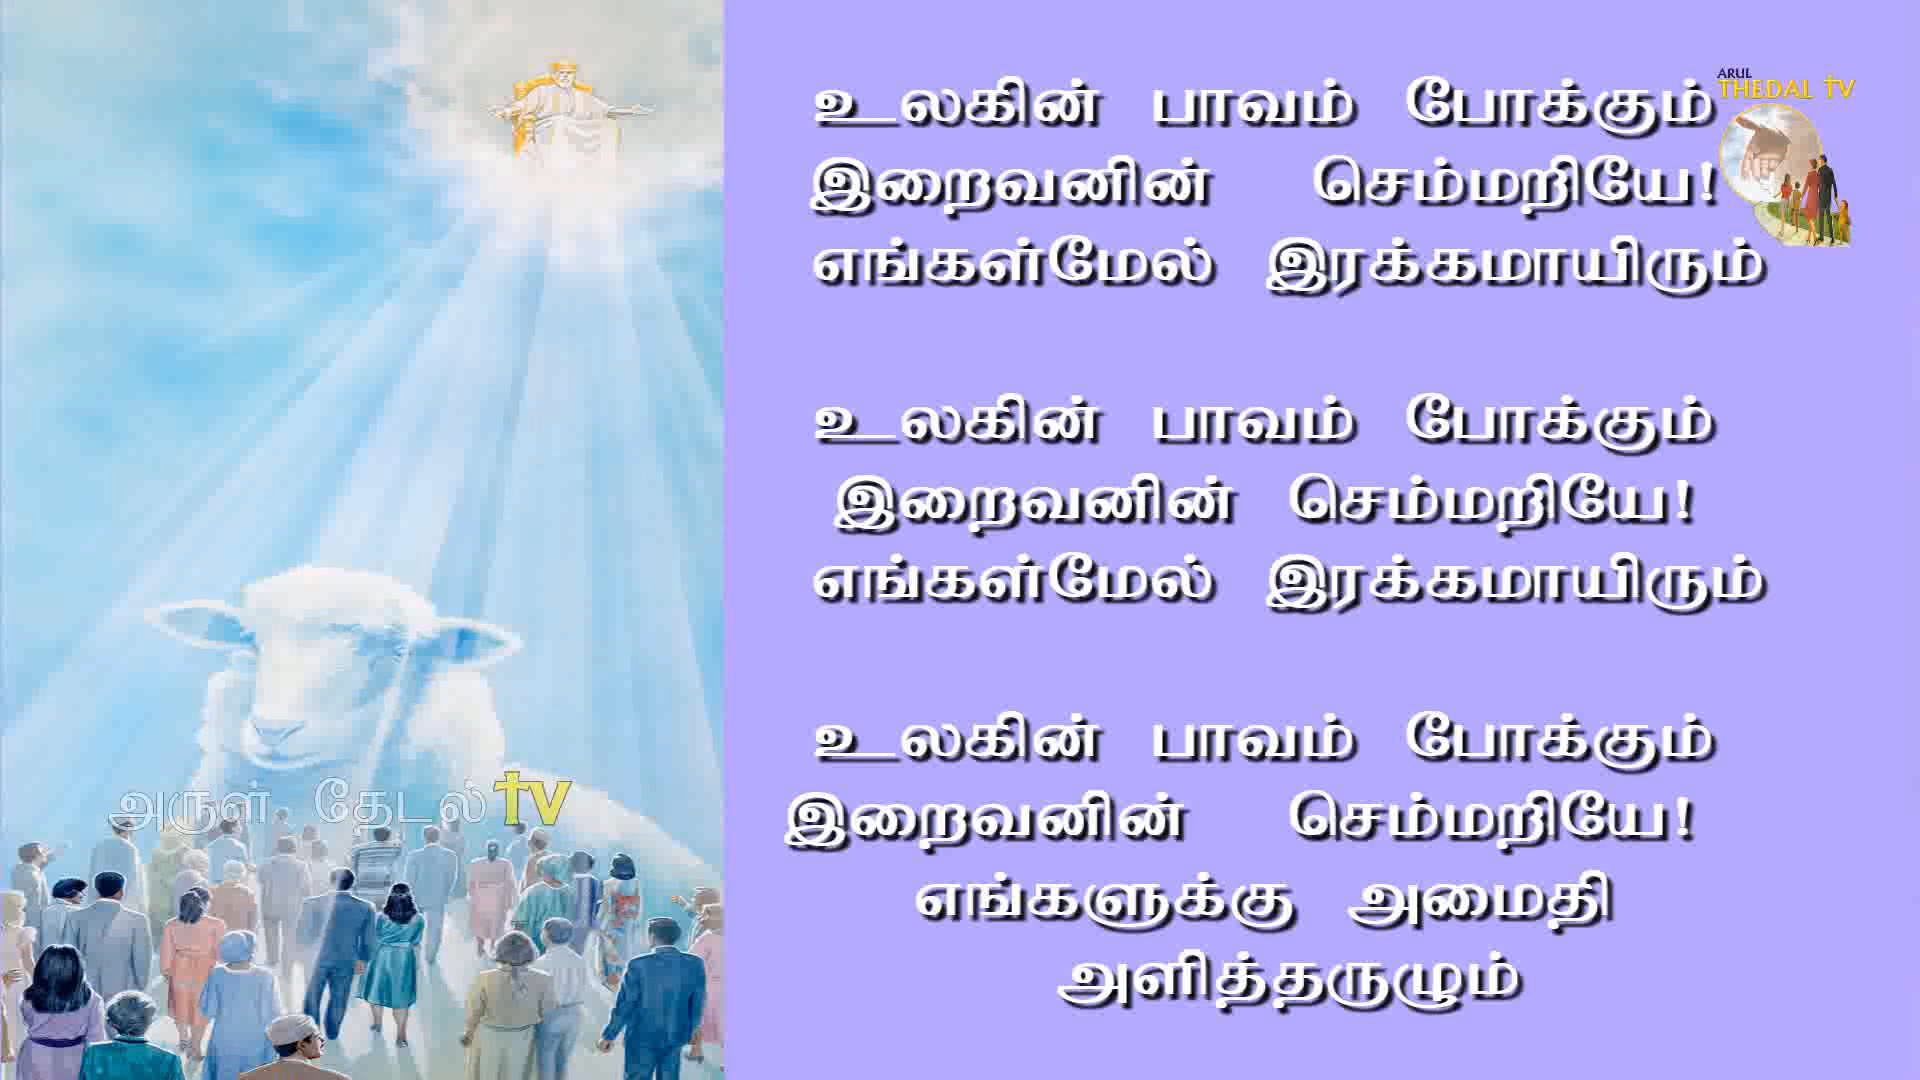 உலகின் பாவம் போக்கும்
இறைவனின் செம்மறியே!
எங்கள்மேல் இரக்கமாயிரும்
உலகின் பாவம் போக்கும்
இறைவனின் செம்மறியே!
எங்கள்மேல் இரக்கமாயிரும்
உலகின் பாவம் போக்கும்
இறைவனின் செம்மறியே!
எங்களுக்கு அமைதி
அளித்தருழும்
ARUL
THEDAL TV
அருள் தேடல் TV